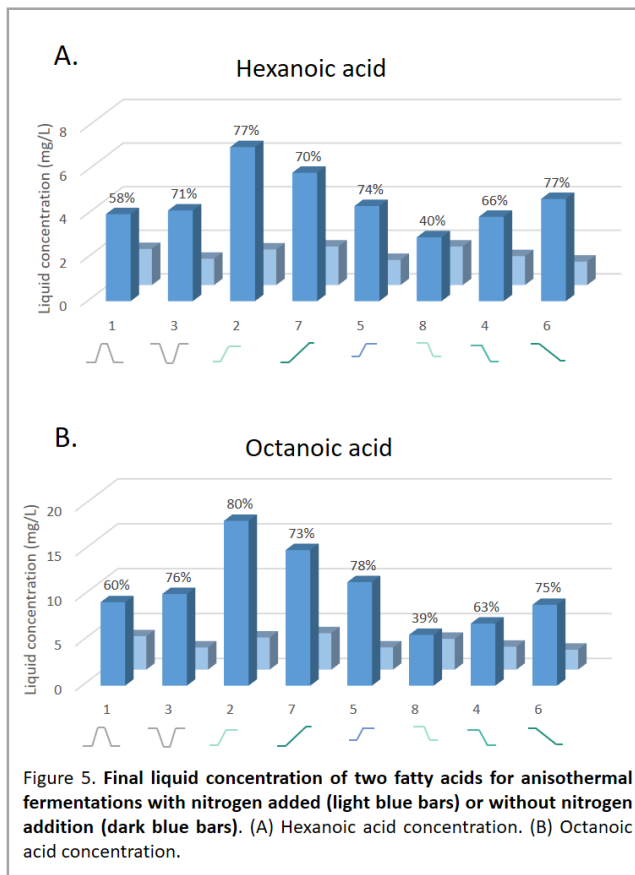 A.
Hexanoic acid
Liquid concentration (mg/L)
8
6
4
2
0
58%
71%
77%
70%
74%
40%
66%
77%
1 3 2 7 5 8 4 6
B.
Octanoic acid
Liquid concentration (mg/L)
20
15
10
5
0
60%
76%
80%
73%
78%
39%
63%
75%
1 3 2 7 5 8 4 6
Figure 5. Final liquid concentration of two fatty acids for anisothermal
fermentations with nitrogen added (light blue bars) or without nitrogen
addition (dark blue bars). (A) Hexanoic acid concentration. (B) Octanoic
acid concentration.